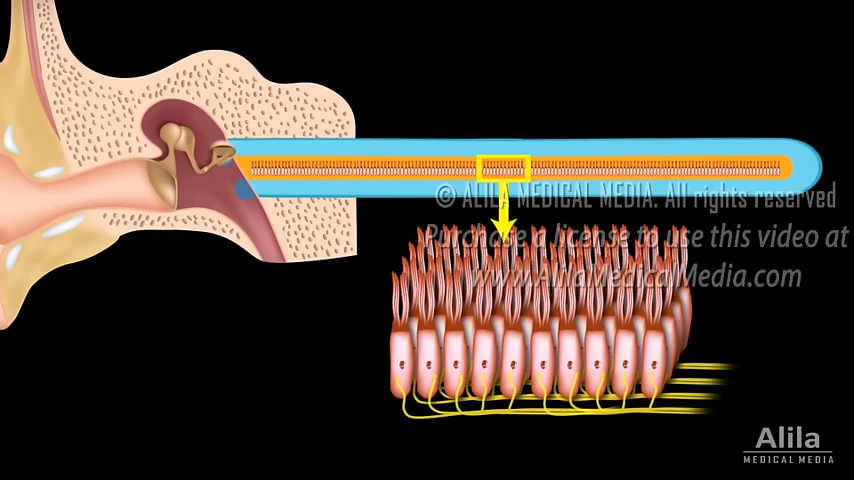 © ALILA MEDICAL MEDIA. All rights reserved
Purchase a license to use this video at
www.AlilaMedicalMedia.com
Alila
MEDICAL MEDIA